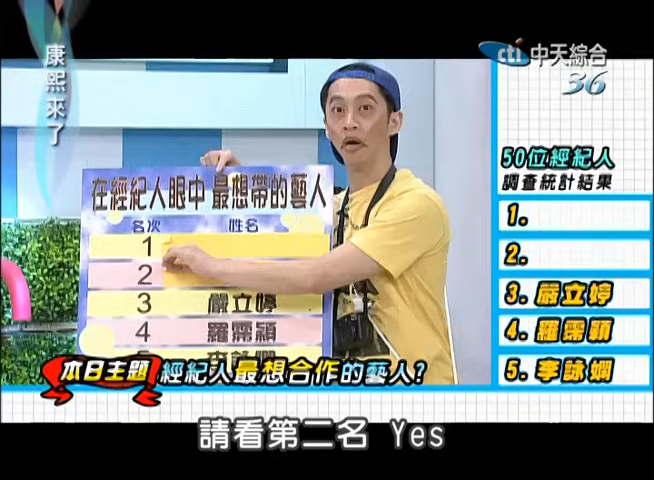 康熙來了
cti 中天綜合
36
在經紀人眼中 最想帶的藝人
名次 姓名
1
2
3 嚴立婷
4 羅霈穎
50位經紀人
調查統計結果
1.
2.
3. 嚴立婷
4. 羅霈穎
5. 李詠嫻
本日主題 經紀人最想合作的藝人?
請看第二名 Yes